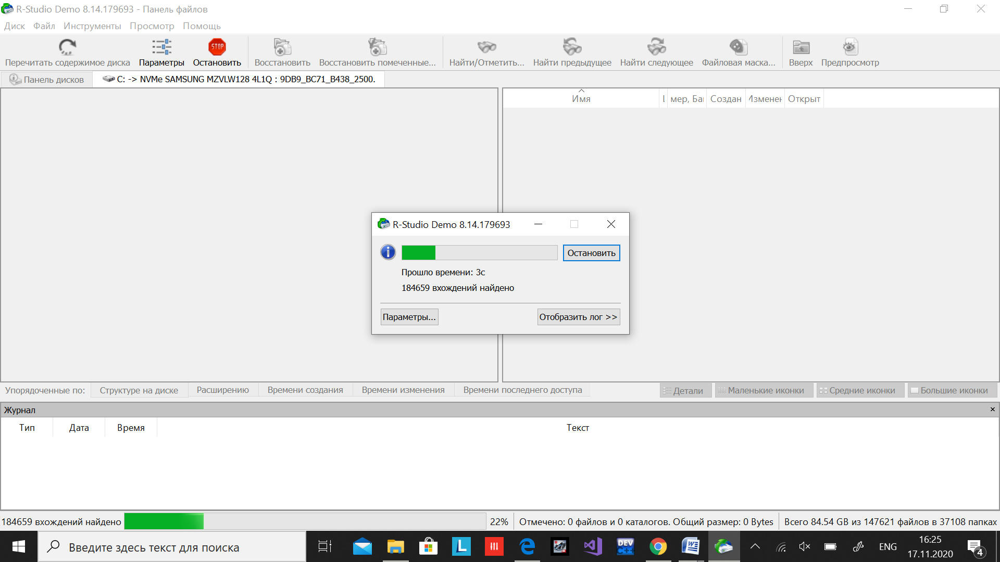 R-Studio Demo 8.14.179693 - Панель файлов
Диск Файл Инструменты Просмотр Помощь
STOP
Перечитать содержимое диска Параметры Остановить Восстановить Восстановить помеченные... Найти/Отметить... Найти предыдущее Найти следующее Файловая маска... Вверх Предпросмотр
Панель дисков C: -> NVMe SAMSUNG MZVLW128 4L1Q : 9DB9_BC71_B438_2500.
Имя мер, Ба Создан Изменен Открыт
R-Studio Demo 8.14.179693
Остановить
Прошло времени: 3с
184659 вхождений найдено
Параметры... Отобразить лог >>
Упорядоченные по: Структуре на диске Расширению Времени создания Времени изменения Времени последнего доступа Детали Маленькие иконки Средние иконки Большие иконки
Журнал
Тип Дата Время Текст
184659 вхождений найдено 22% Отмечено: 0 файлов и 0 каталогов. Общий размер: 0 Bytes Всего 84.54 GB из 147621 файлов в 37108 папках
Введите здесь текст для поиска L DEV C++ ENG 16:25
17.11.2020 4